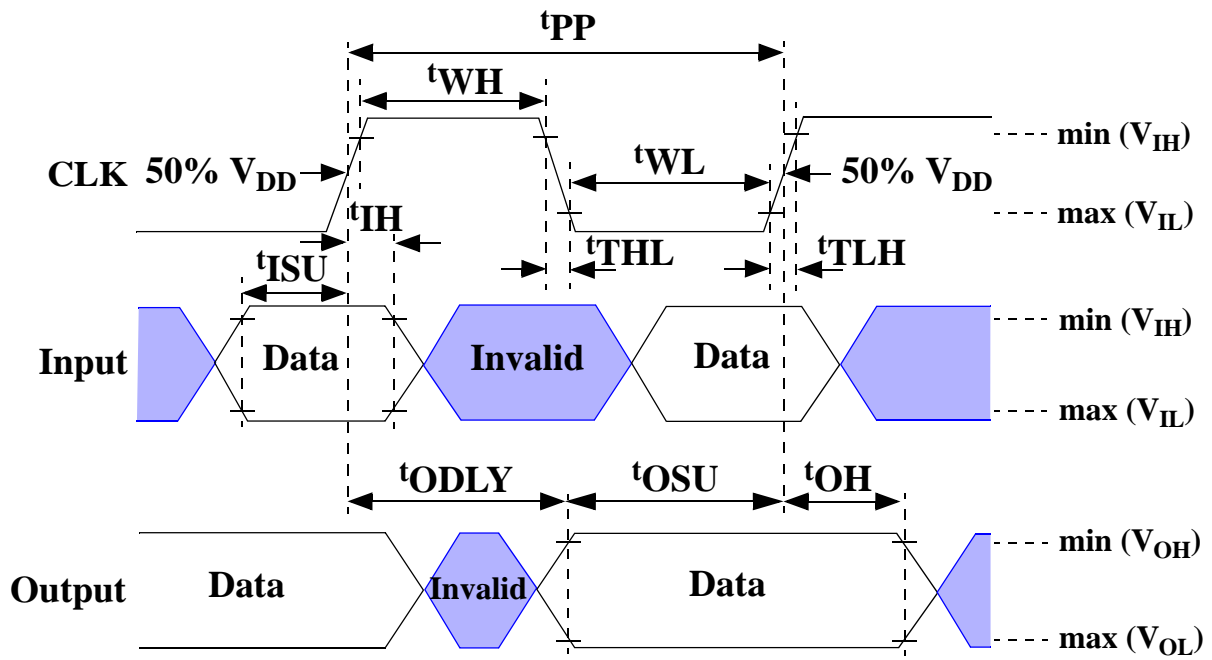 tPP
tWH
min (VIH)
CLK 50% VDD
tWL
50% VDD
max (VIL)
tIH
tTHL
tTLH
tISU
min (VIH)
Input
Data
Invalid
Data
max (VIL)
tODLY
tOSU
tOH
min (VOH)
Output
Data
Invalid
Data
max (VOL)